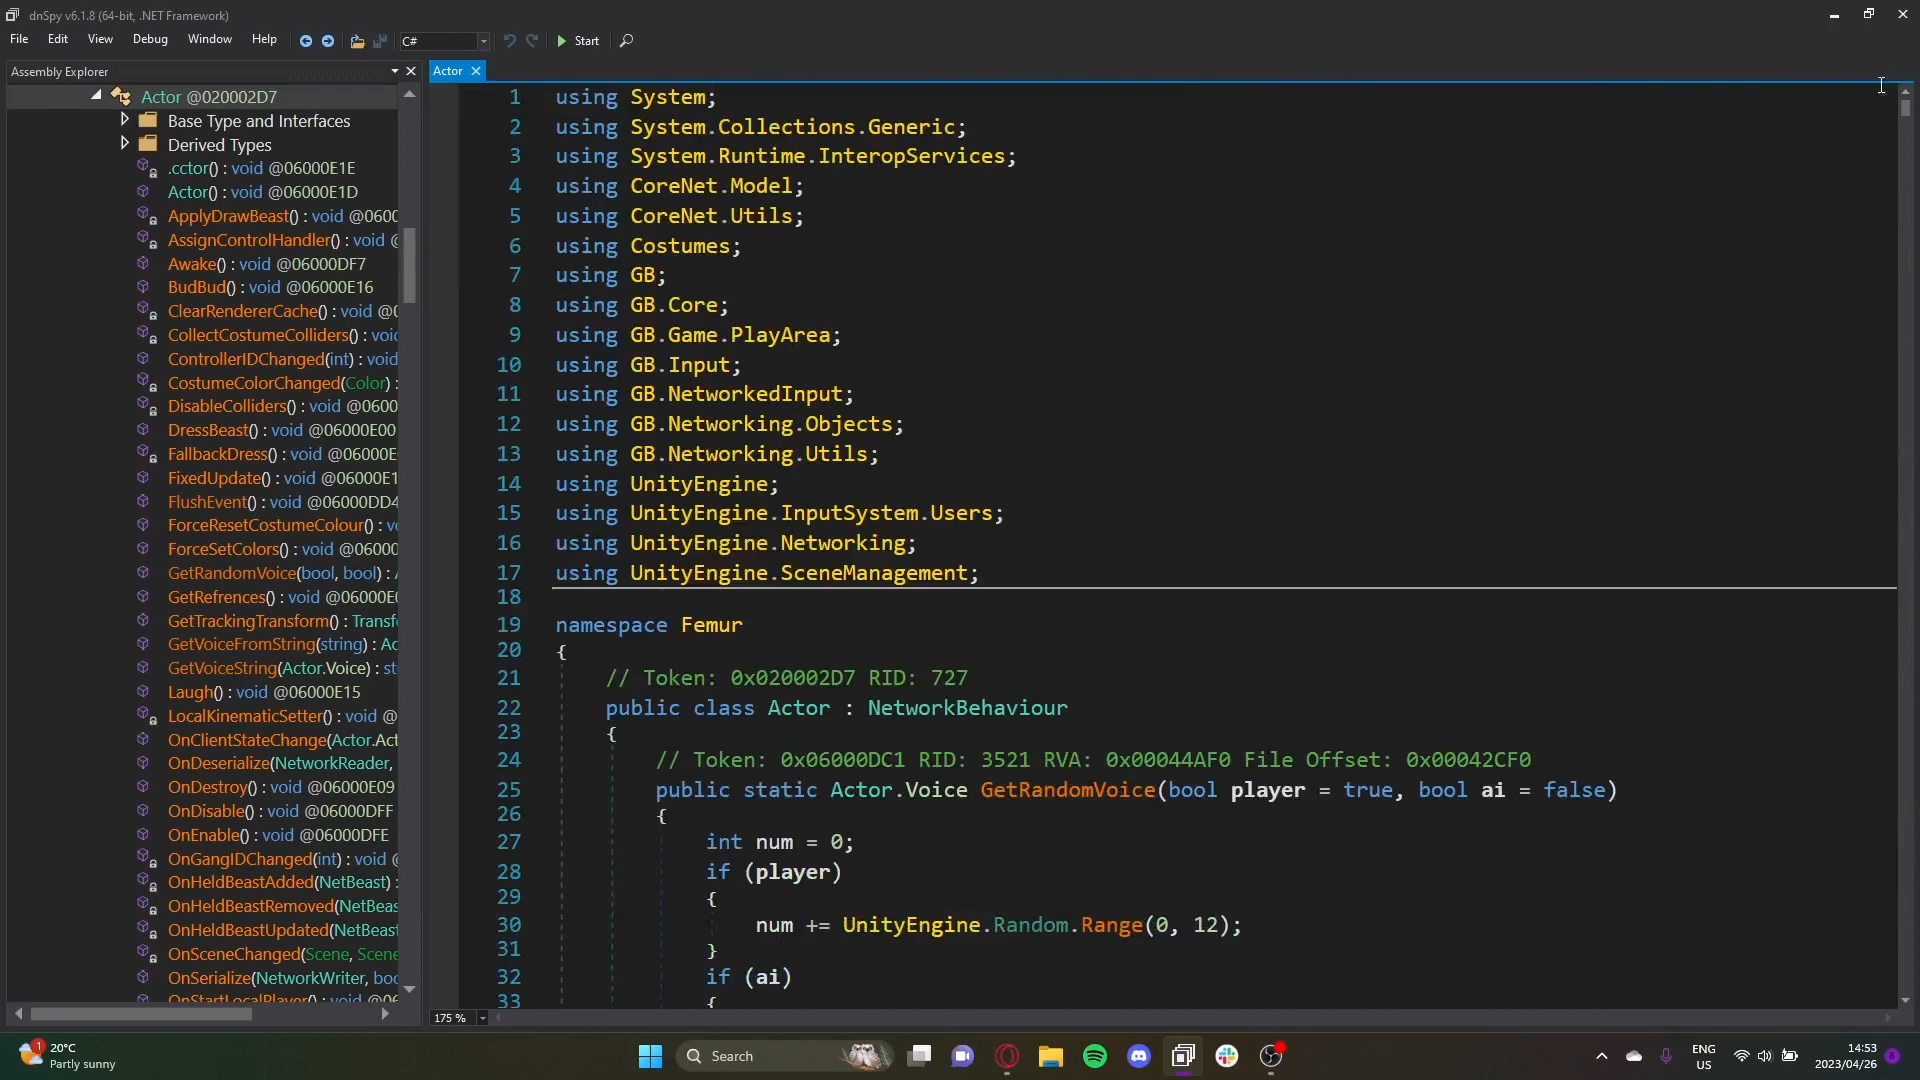 dnSpy v6.1.8 (64-bit, .NET Framework)
File Edit View Debug Window Help C# Start
Assembly Explorer
Actor @020002D7
Base Type and Interfaces
Derived Types
.cctor() : void @06000E1E
Actor() : void @06000E1D
ApplyDrawBeast() : void @0600
AssignControlHandler() : void @
Awake() : void @06000DF7
BudBud() : void @06000E16
ClearRendererCache() : void @0
CollectCostumeColliders() : void
ControllerIDChanged(int) : void
CostumeColorChanged(Color) :
DisableColliders() : void @0600
DressBeast() : void @06000E00
FallbackDress() : void @06000E
FixedUpdate() : void @06000E1
FlushEvent() : void @06000DD4
ForceResetCostumeColour() : v
ForceSetColors() : void @06000
GetRandomVoice(bool, bool) : A
GetRefrences() : void @06000E
GetTrackingTransform() : Transf
GetVoiceFromString(string) : Ac
GetVoiceString(Actor.Voice) : st
Laugh() : void @06000E15
LocalKinematicSetter() : void @
OnClientStateChange(Actor.Act
OnDeserialize(NetworkReader,
OnDestroy() : void @06000E09
OnDisable() : void @06000DFF
OnEnable() : void @06000DFE
OnGangIDChanged(int) : void @
OnHeldBeastAdded(NetBeast) :
OnHeldBeastRemoved(NetBeas
OnHeldBeastUpdated(NetBeast
OnSceneChanged(Scene, Scene
OnSerialize(NetworkWriter, boo
OnStartLocalPlayer() : void @06
Actor
1 using System;
2 using System.Collections.Generic;
3 using System.Runtime.InteropServices;
4 using CoreNet.Model;
5 using CoreNet.Utils;
6 using Costumes;
7 using GB;
8 using GB.Core;
9 using GB.Game.PlayArea;
10 using GB.Input;
11 using GB.NetworkedInput;
12 using GB.Networking.Objects;
13 using GB.Networking.Utils;
14 using UnityEngine;
15 using UnityEngine.InputSystem.Users;
16 using UnityEngine.Networking;
17 using UnityEngine.SceneManagement;
18
19 namespace Femur
20 {
21 // Token: 0x020002D7 RID: 727
22 public class Actor : NetworkBehaviour
23 {
24 // Token: 0x06000DC1 RID: 3521 RVA: 0x00044AF0 File Offset: 0x00042CF0
25 public static Actor.Voice GetRandomVoice(bool player = true, bool ai = false)
26 {
27 int num = 0;
28 if (player)
29 {
30 num += UnityEngine.Random.Range(0, 12);
31 }
32 if (ai)
33 {
175 %
1
20°C
Partly sunny
Search
ENG
US
14:53
2023/04/26
8